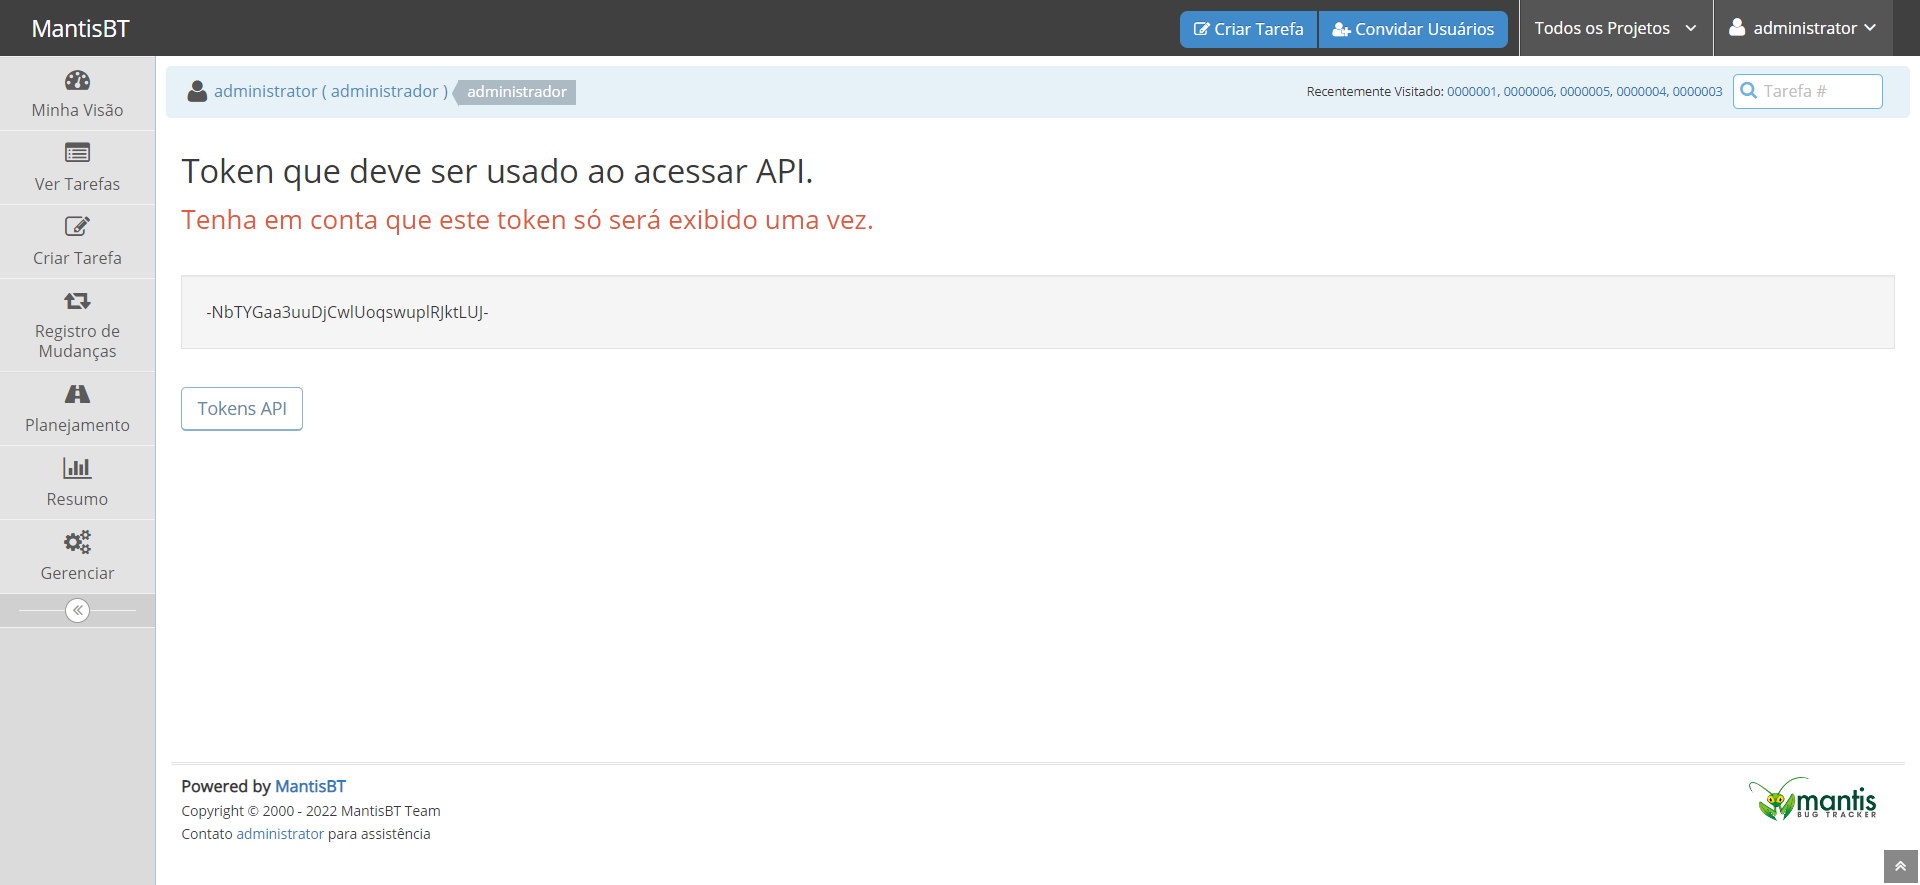 MantisBT
Criar Tarefa
Convidar Usuários
Todos os Projetos
administrator
Minha Visão
Ver Tarefas
Criar Tarefa
Registro de
Mudanças
Planejamento
Resumo
Gerenciar
administrator ( administrador )
administrador
Recentemente Visitado: 0000001, 0000006, 0000005, 0000004, 0000003
Tarefa #
Token que deve ser usado ao acessar API.
Tenha em conta que este token só será exibido uma vez.
-NbTYGaa3uuDjCwlUoqswuplRJktLUJ-
Tokens API
Powered by MantisBT
Copyright © 2000 - 2022 MantisBT Team
Contato administrator para assistência
mantis
BUG TRACKER